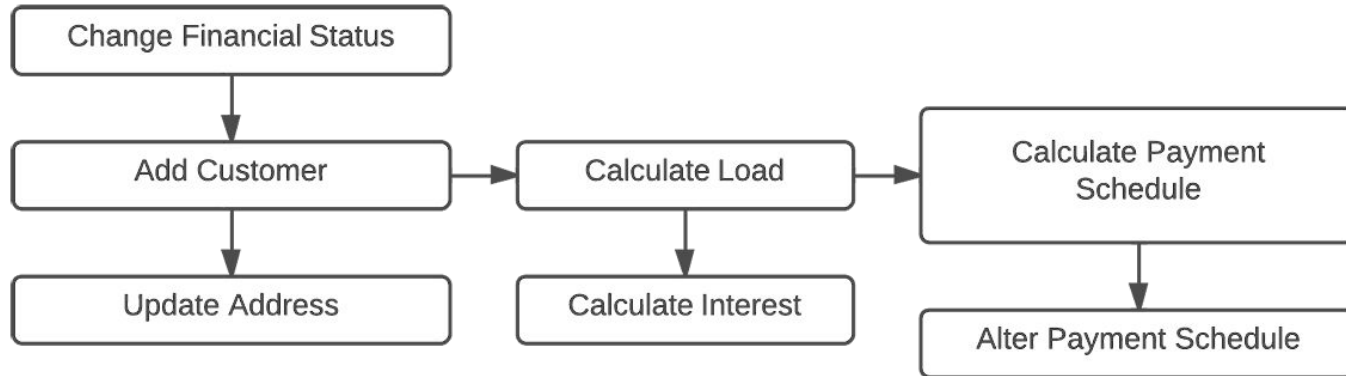 Change Financial Status
Add Customer
Update Address
Calculate Load
Calculate Interest
Calculate Payment
Schedule
Alter Payment Schedule